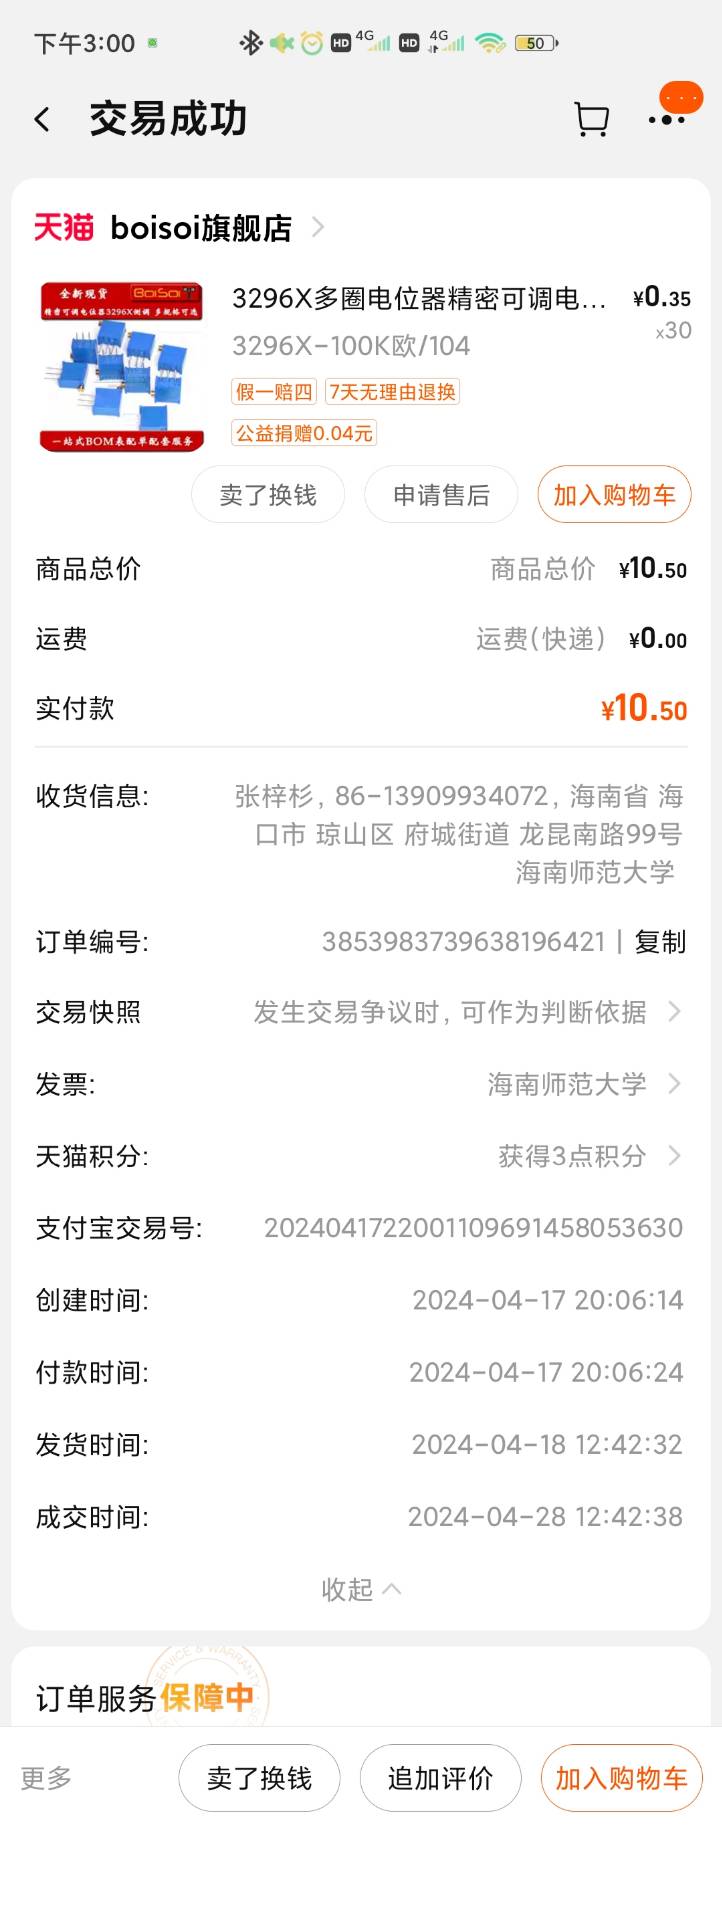 下午3:00
HD 4G HD 4G 50
交易成功
天猫 boisoi旗舰店
全新现货 BOISOI
精密可调电位器3296X侧调 多规格可选
一站式BOM表配单配套服务
3296X多圈电位器精密可调电... ¥0.35
3296X-100K欧/104 x30
假一赔四 7天无理由退换
公益捐赠0.04元
卖了换钱 申请售后 加入购物车
商品总价 商品总价 ¥10.50
运费 运费(快递) ¥0.00
实付款 ¥10.50
收货信息: 张梓杉, 86-13909934072, 海南省 海
口市 琼山区 府城街道 龙昆南路99号
海南师范大学
订单编号: 3853983739638196421 | 复制
交易快照 发生交易争议时, 可作为判断依据
发票: 海南师范大学
天猫积分: 获得3点积分
支付宝交易号: 2024041722001109691458053630
创建时间: 2024-04-17 20:06:14
付款时间: 2024-04-17 20:06:24
发货时间: 2024-04-18 12:42:32
成交时间: 2024-04-28 12:42:38
收起
SERVICE & WARRANTY
订单服务保障中
更多 卖了换钱 追加评价 加入购物车